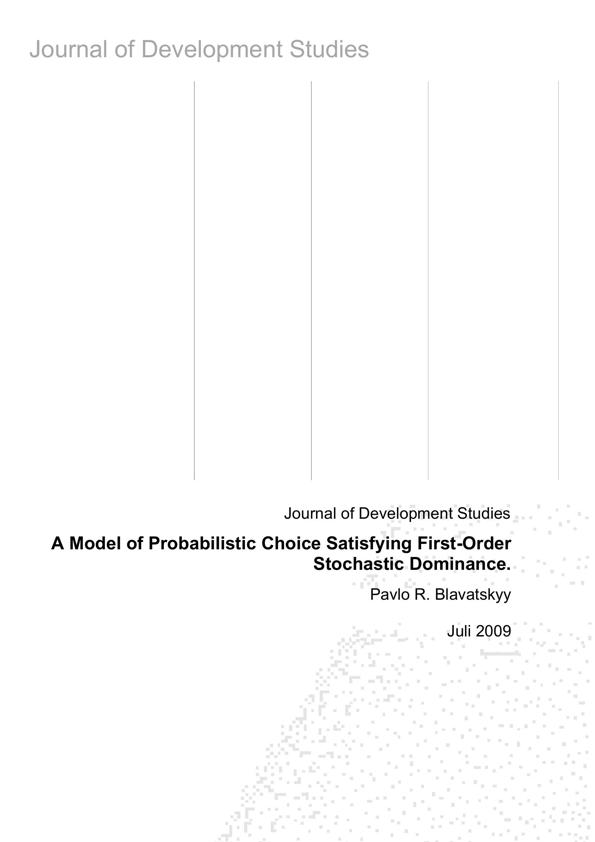 Journal of Development Studies
Journal of Development Studies
A Model of Probabilistic Choice Satisfying First-Order
Stochastic Dominance.
Pavlo R. Blavatskyy
Juli 2009